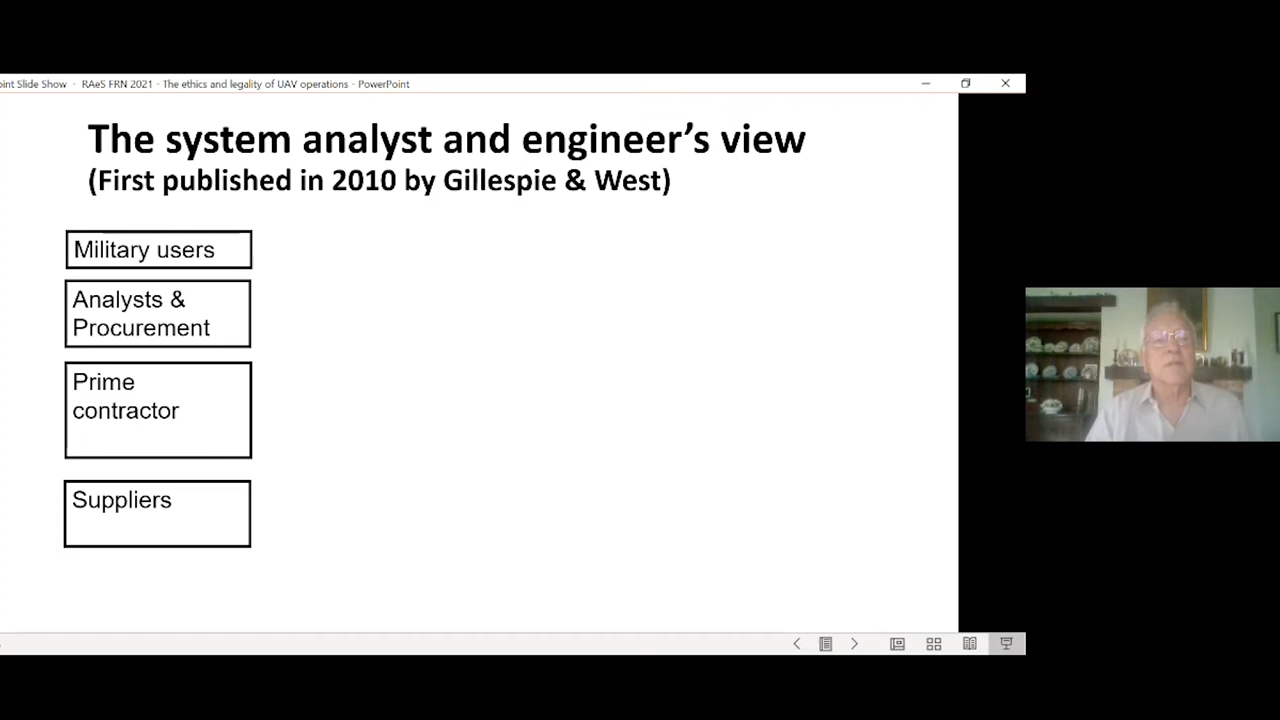 int Slide Show - RAeS FRN 2021 - The ethics and legality of UAV operations - PowerPoint
The system analyst and engineer's view
(First published in 2010 by Gillespie & West)
Military users
Analysts &
Procurement
Prime
contractor
Suppliers